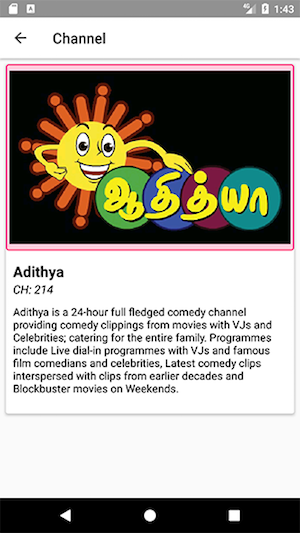 4G 1:43
Channel
ஆதித்யா
Adithya
CH: 214
Adithya is a 24-hour full fledged comedy channel
providing comedy clippings from movies with VJs and
Celebrities; catering for the entire family. Programmes
include Live dial-in programmes with VJs and famous
film comedians and celebrities, Latest comedy clips
interspersed with clips from earlier decades and
Blockbuster movies on Weekends.